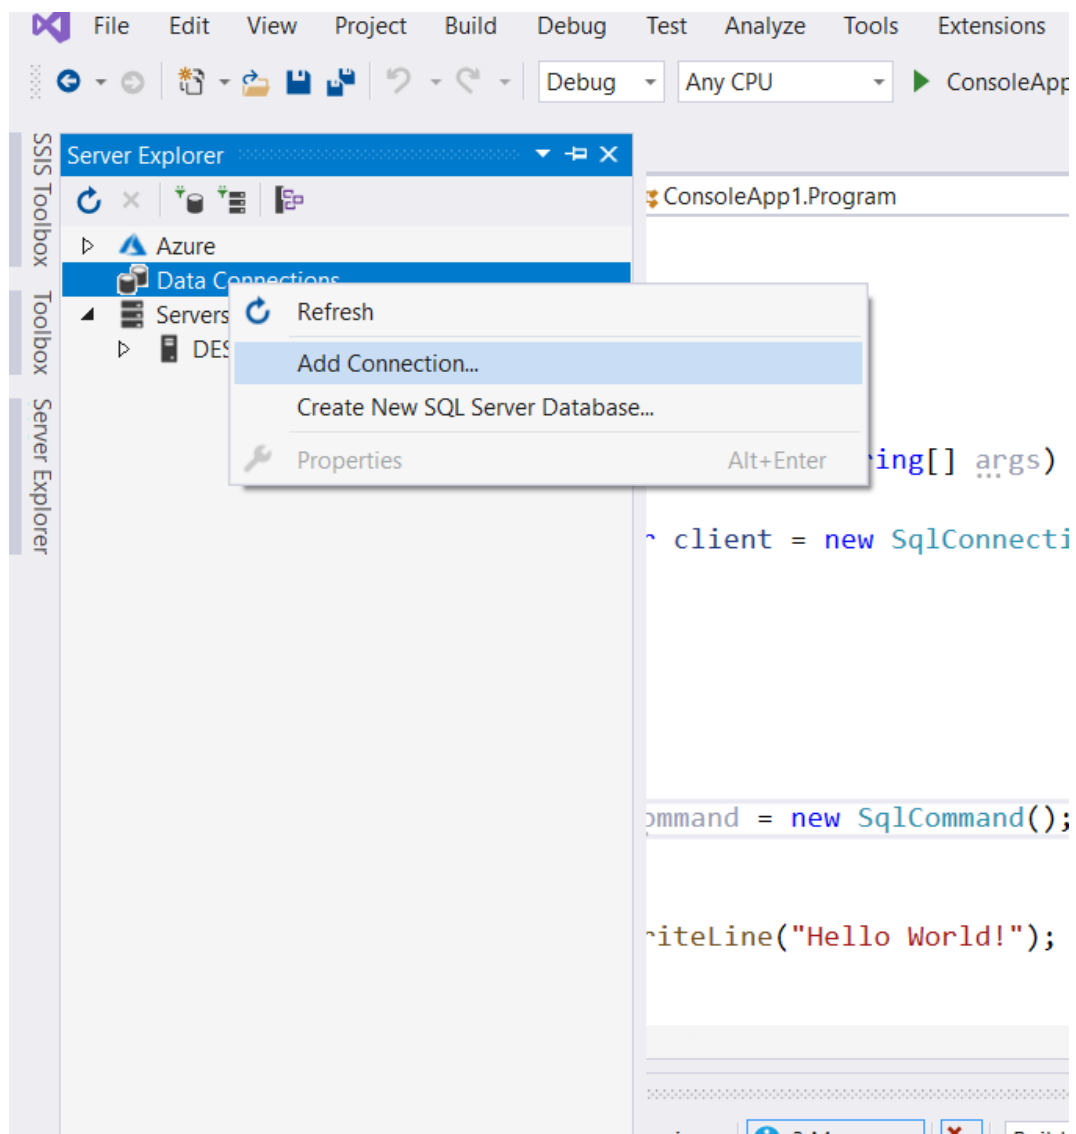 File Edit View Project Build Debug Test Analyze Tools Extensions
Debug Any CPU ConsoleApp
SSIS Toolbox
Toolbox
Server Explorer
Server Explorer
ConsoleApp1.Program
Azure
Data Connections
Servers
DES
Refresh
Add Connection...
Create New SQL Server Database...
Properties Alt+Enter
ing[] args)
client = new SqlConnecti
ommand = new SqlCommand();
riteLine("Hello World!");